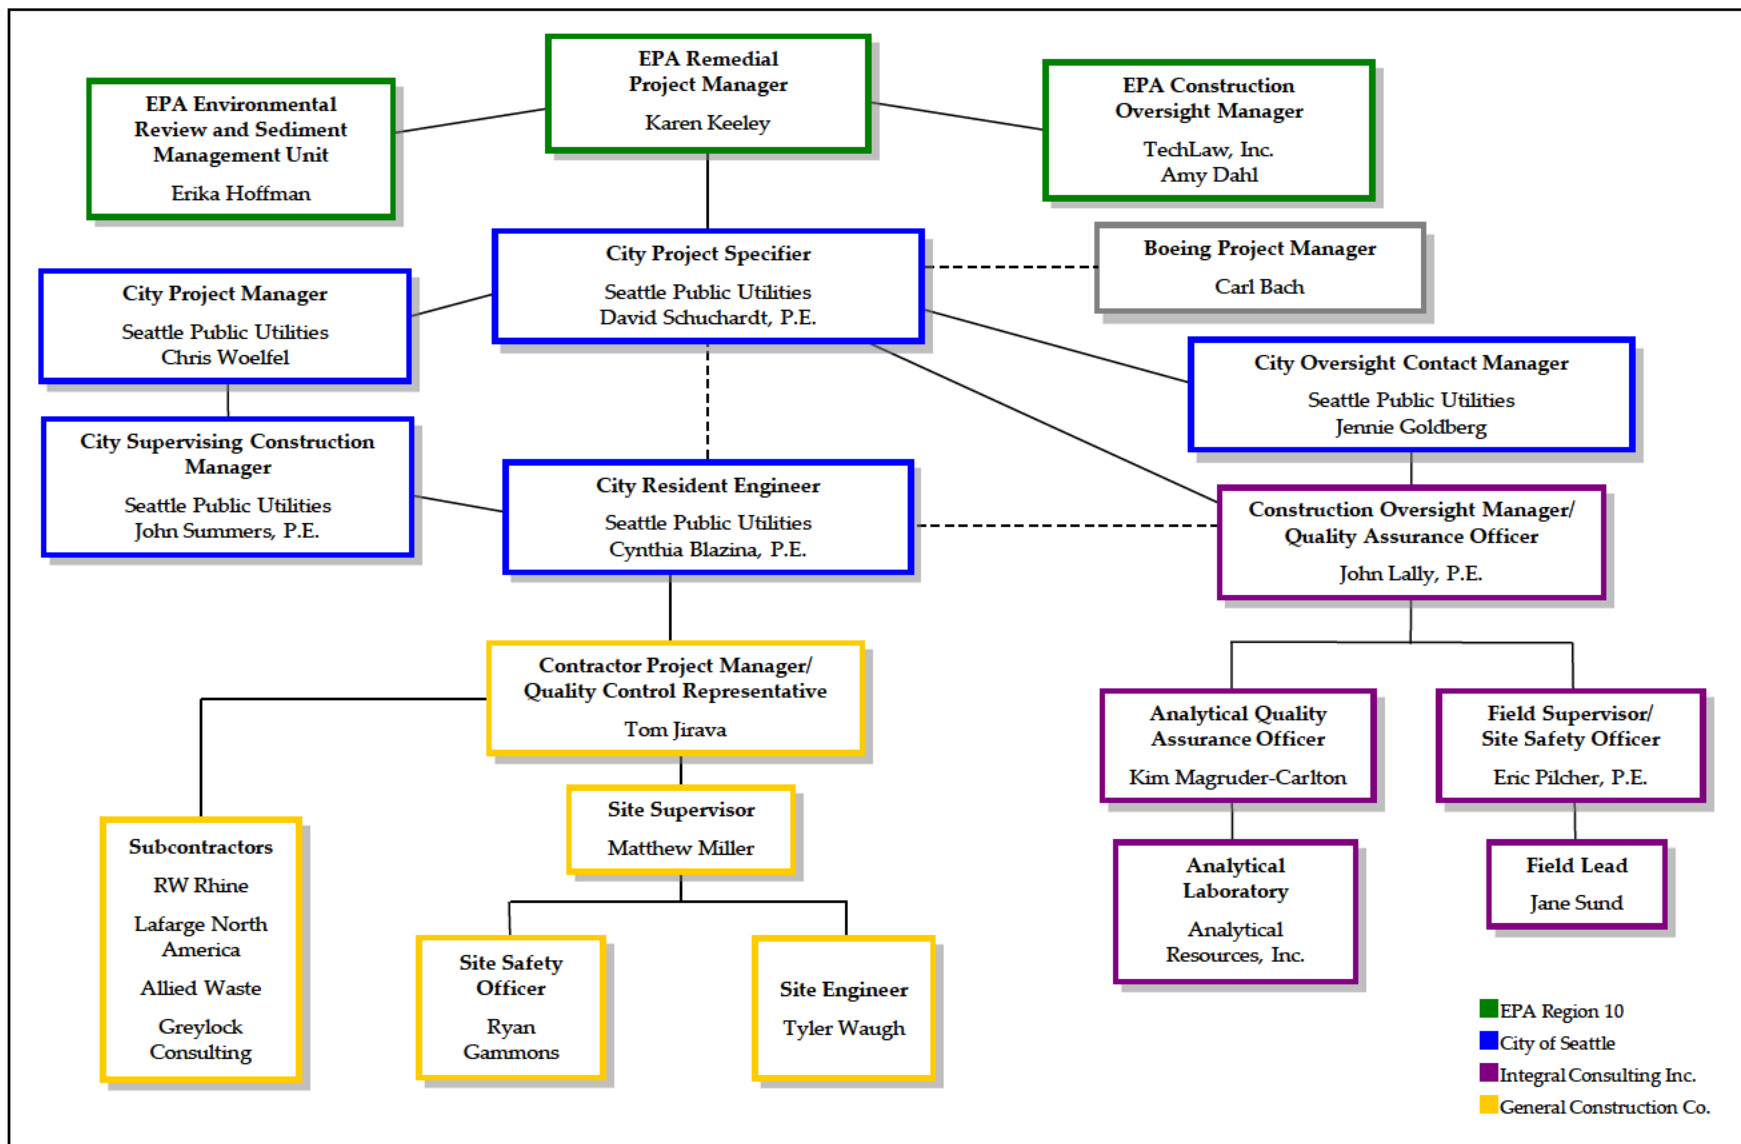 EPA Remedial
Project Manager
Karen Keeley
EPA Environmental
Review and Sediment
Management Unit
Erika Hoffman
EPA Construction
Oversight Manager
TechLaw, Inc.
Amy Dahl
City Project Specifier
Seattle Public Utilities
David Schuchardt, P.E.
Boeing Project Manager
Carl Bach
City Project Manager
Seattle Public Utilities
Chris Woelfel
City Oversight Contact Manager
Seattle Public Utilities
Jennie Goldberg
City Supervising Construction
Manager
Seattle Public Utilities
John Summers, P.E.
City Resident Engineer
Seattle Public Utilities
Cynthia Blazina, P.E.
Construction Oversight Manager/
Quality Assurance Officer
John Lally, P.E.
Contractor Project Manager/
Quality Control Representative
Tom Jirava
Analytical Quality
Assurance Officer
Kim Magruder-Carlton
Field Supervisor/
Site Safety Officer
Eric Pilcher, P.E.
Site Supervisor
Matthew Miller
Subcontractors
RW Rhine
Lafarge North
America
Allied Waste
Greylock
Consulting
Analytical
Laboratory
Analytical
Resources, Inc.
Field Lead
Jane Sund
Site Safety
Officer
Ryan
Gammons
Site Engineer
Tyler Waugh
EPA Region 10
City of Seattle
Integral Consulting Inc.
General Construction Co.